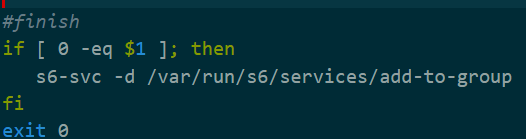 #finish
if [ 0 -eq $1 ]; then
   s6-svc -d /var/run/s6/services/add-to-group
fi
exit 0